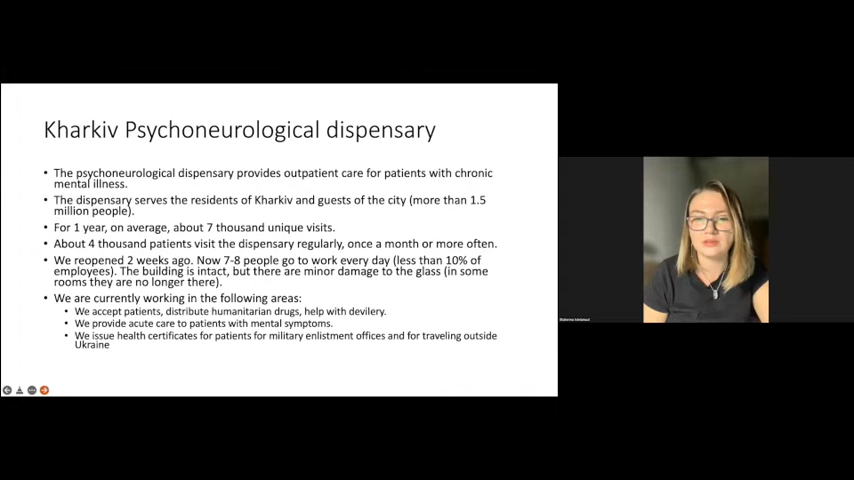 Kharkiv Psychoneurological dispensary
• The psychoneurological dispensary provides outpatient care for patients with chronic
mental illness.
• The dispensary serves the residents of Kharkiv and guests of the city (more than 1.5
million people).
• For 1 year, on average, about 7 thousand unique visits.
• About 4 thousand patients visit the dispensary regularly, once a month or more often.
• We reopened 2 weeks ago. Now 7-8 people go to work every day (less than 10% of
employees). The building is intact, but there are minor damage to the glass (in some
rooms they are no longer there).
• We are currently working in the following areas:
• We accept patients, distribute humanitarian drugs, help with devilery.
• We provide acute care to patients with mental symptoms.
• We issue health certificates for patients for military enlistment offices and for traveling outside
Ukraine